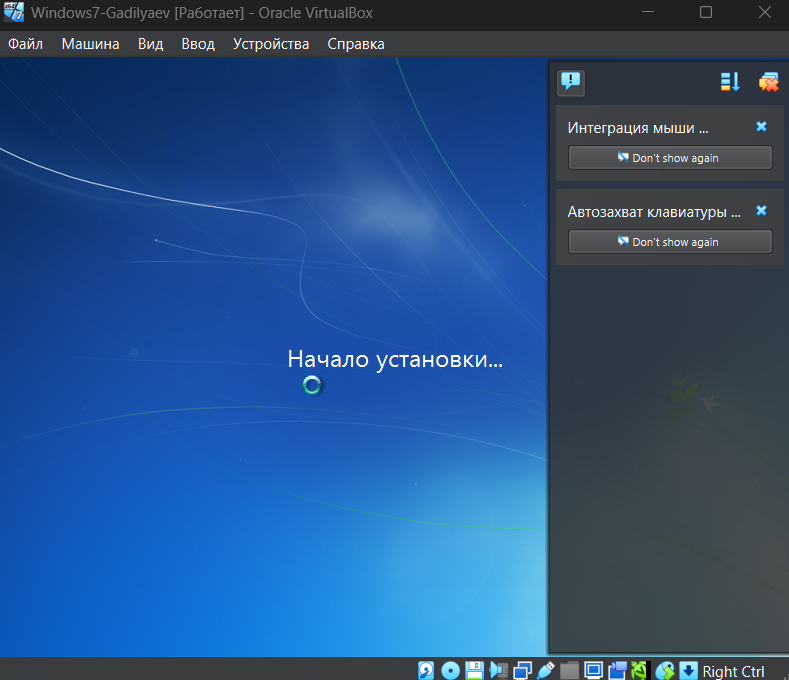 Windows7-Gadilyaev [Работает] - Oracle VirtualBox
Файл Машина Вид Ввод Устройства Справка
Интеграция мыши ...
Don't show again
Автозахват клавиатуры ...
Don't show again
Начало установки...
Right Ctrl